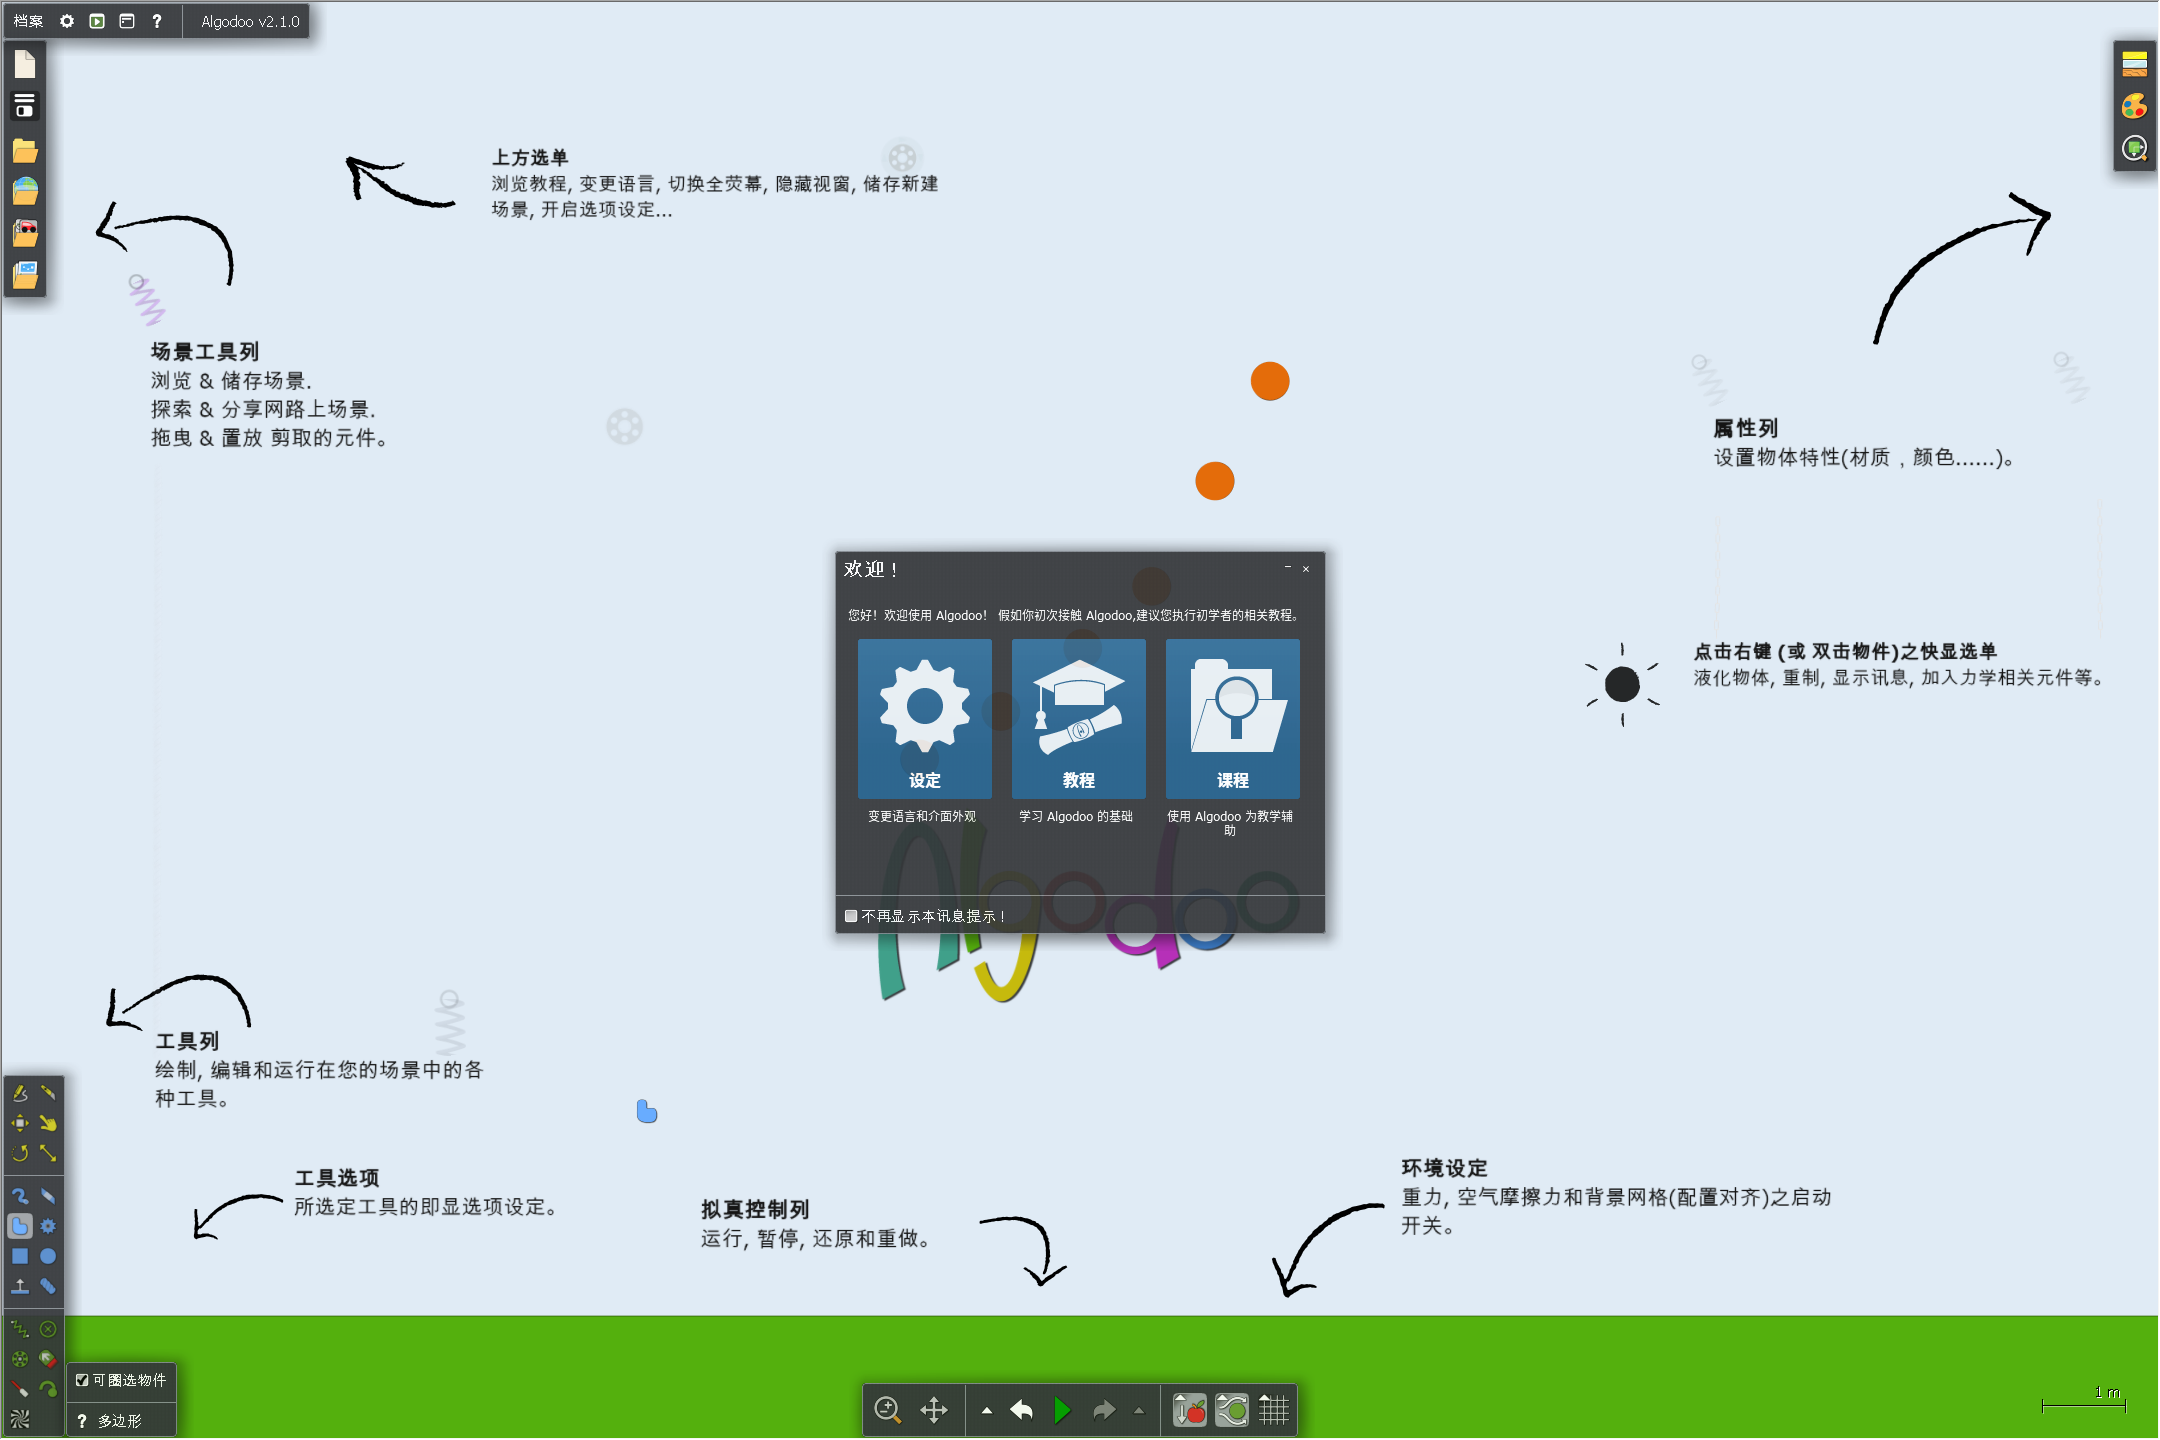 档案
Algodoo v2.1.0
上方选单
浏览教程, 变更语言, 切换全荧幕, 隐藏视窗, 储存新建
场景, 开启选项设定...
场景工具列
浏览 & 储存场景.
探索 & 分享网路上场景.
拖曳 & 置放 剪取的元件。
属性列
设置物体特性(材质，颜色......)。
欢迎！
您好！欢迎使用 Algodoo！ 假如你初次接触 Algodoo,建议您执行初学者的相关教程。
设定
教程
课程
变更语言和介面外观
学习 Algodoo 的基础
使用 Algodoo 为教学辅
助
不再显示本讯息提示！
Algodoo
点击右键 (或 双击物件)之快显选单
液化物体, 重制, 显示讯息, 加入力学相关元件等。
工具列
绘制, 编辑和运行在您的场景中的各
种工具。
工具选项
所选定工具的即显选项设定。
拟真控制列
运行, 暂停, 还原和重做。
环境设定
重力, 空气摩擦力和背景网格(配置对齐)之启动
开关。
可圈选物件
? 多边形
1 m